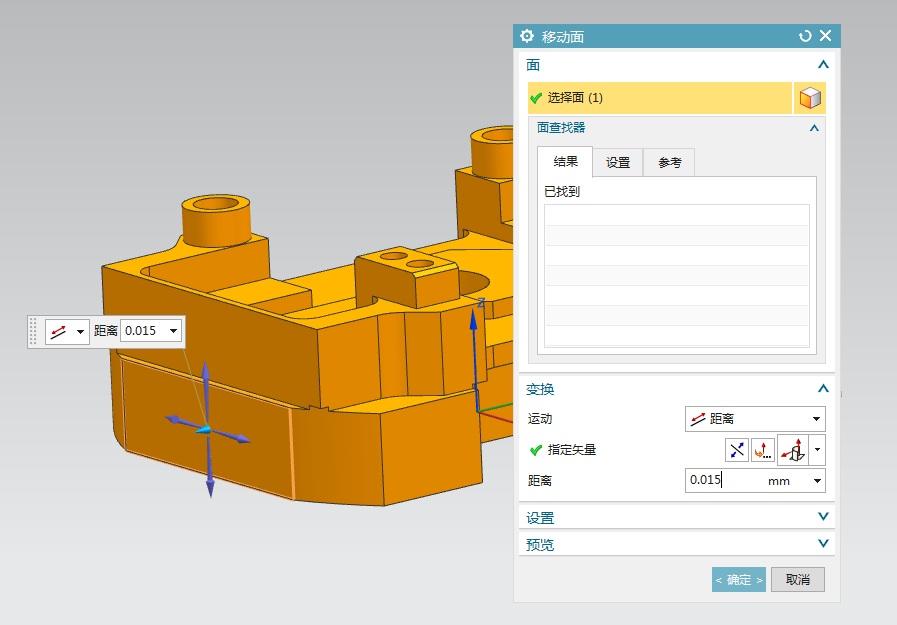 移动面
面
选择面 (1)
面查找器
结果 设置 参考
已找到
Z
距离 0.015
变换
运动 距离
指定矢量
距离 0.015 mm
设置
预览
< 确定 > 取消